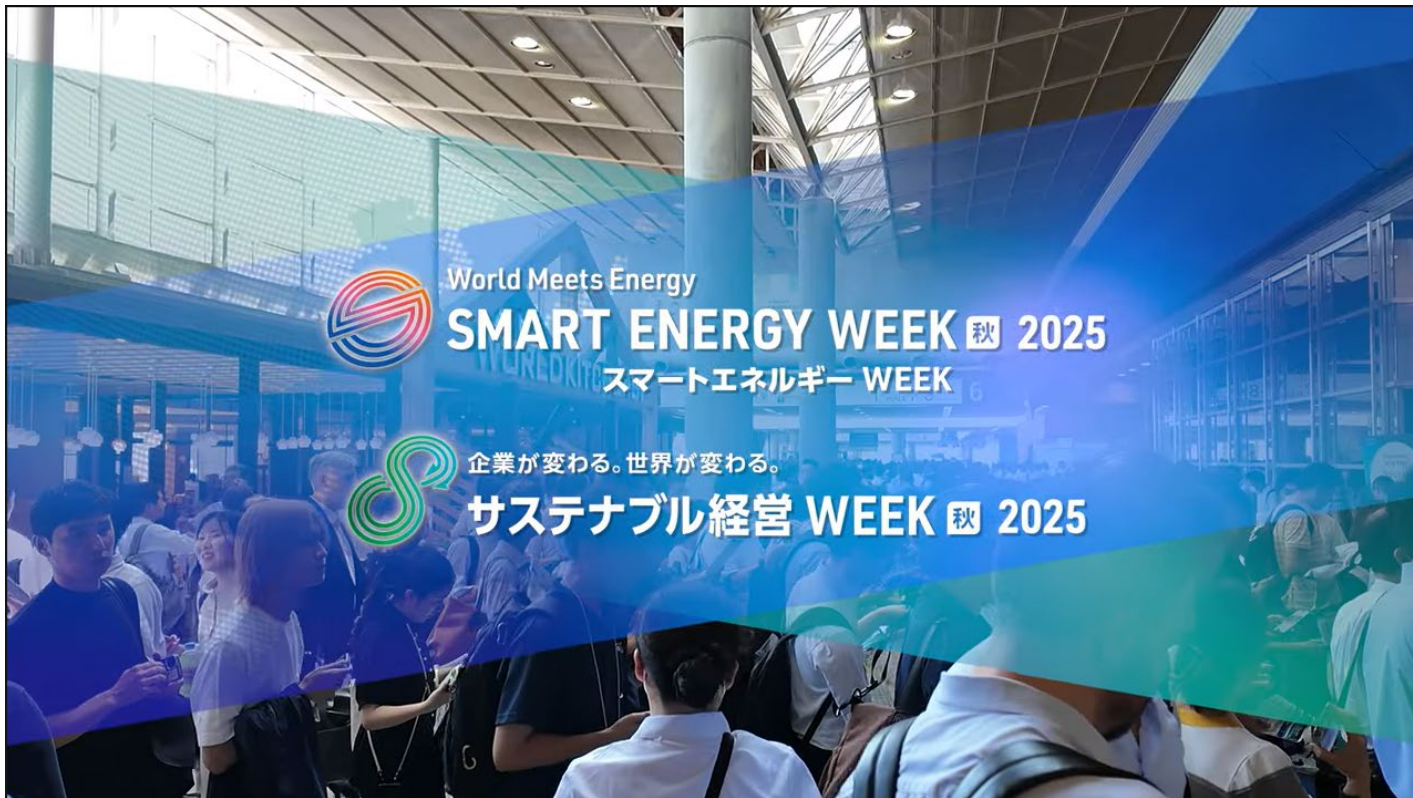 World Meets Energy
SMART ENERGY WEEK 秋 2025
スマートエネルギー WEEK
企業が変わる。世界が変わる。
サステナブル経営 WEEK 秋 2025
6